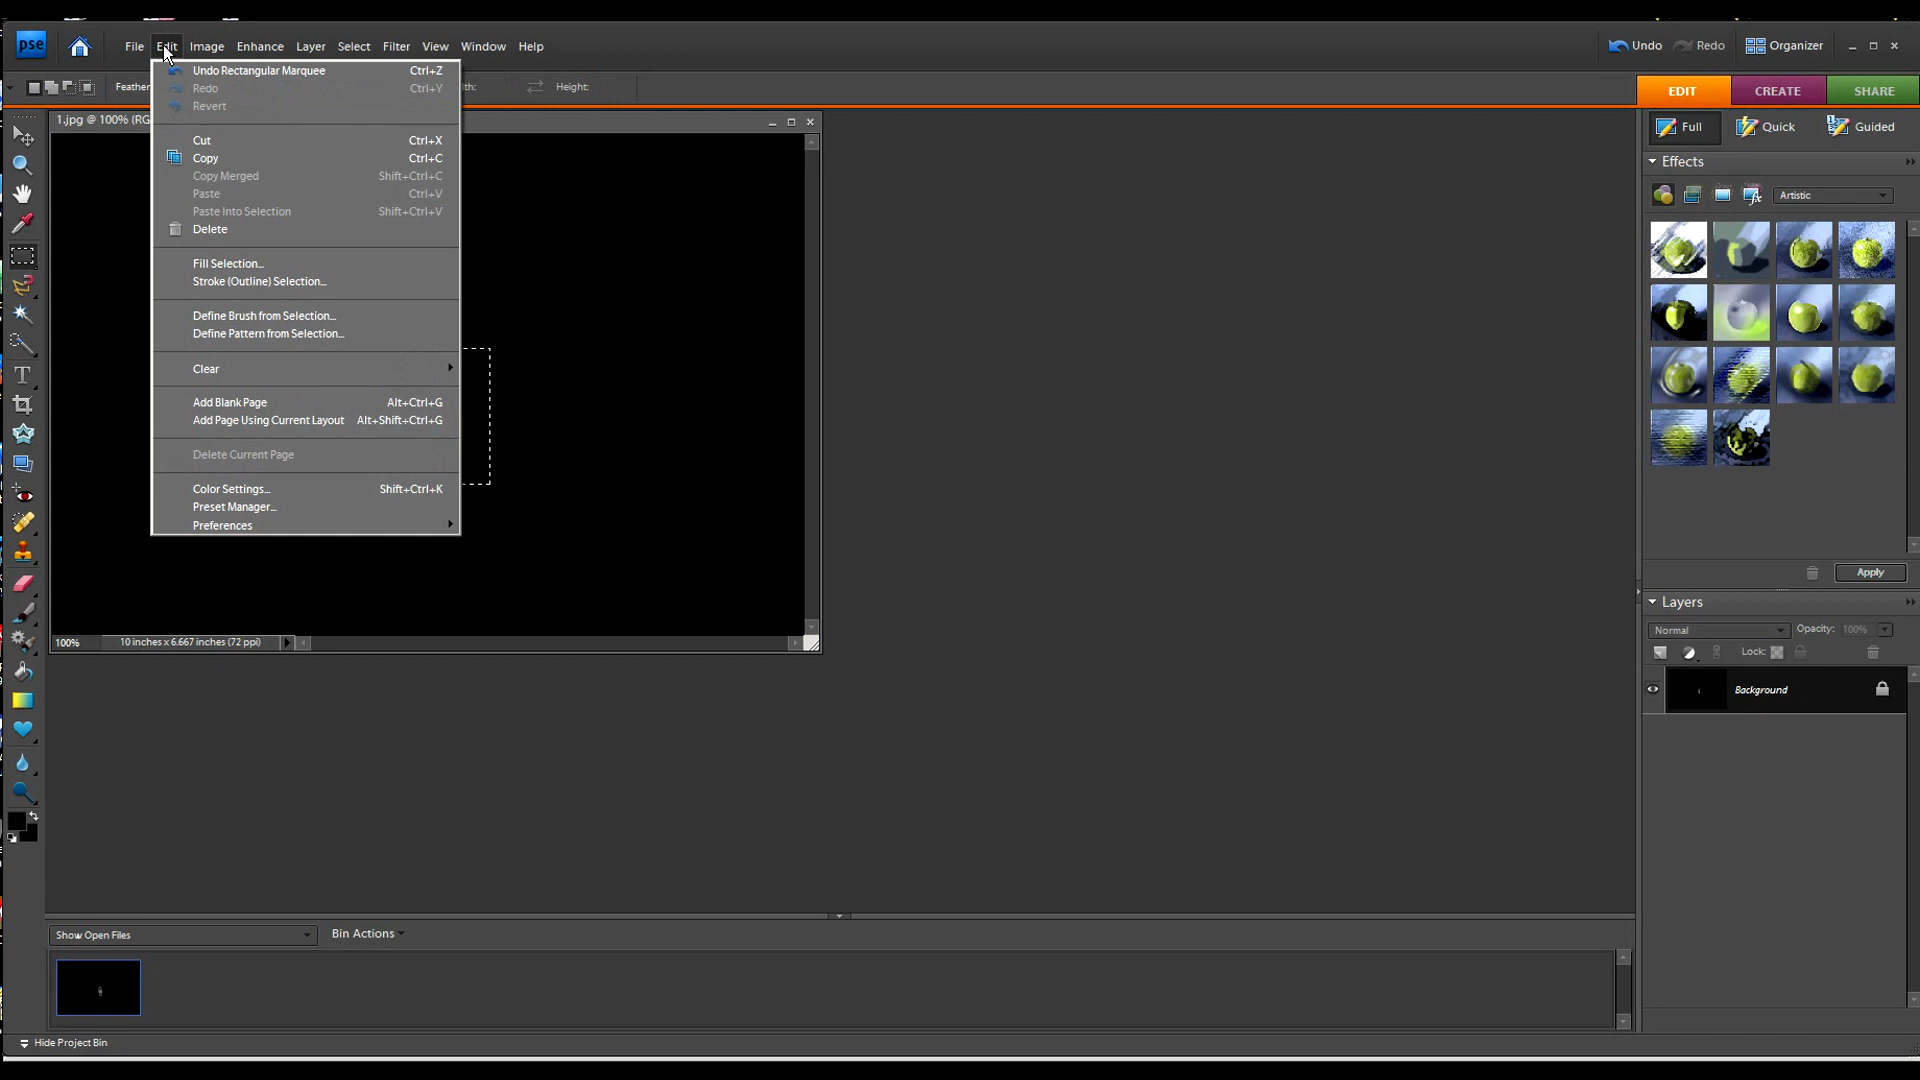 pse File Edit Image Enhance Layer Select Filter View Window Help Undo Redo Organizer
Feather Height:
EDIT CREATE SHARE
Undo Rectangular Marquee Ctrl+Z
Redo Ctrl+Y
Revert
Cut Ctrl+X
Copy Ctrl+C
Copy Merged Shift+Ctrl+C
Paste Ctrl+V
Paste Into Selection Shift+Ctrl+V
Delete
Fill Selection...
Stroke (Outline) Selection...
Define Brush from Selection...
Define Pattern from Selection...
Clear
Add Blank Page Alt+Ctrl+G
Add Page Using Current Layout Alt+Shift+Ctrl+G
Delete Current Page
Color Settings... Shift+Ctrl+K
Preset Manager...
Preferences
1.jpg @ 100% (RG
100% 10 inches x 6.667 inches (72 ppi)
Full Quick Guided
Effects
Artistic
Apply
Layers
Normal Opacity: 100%
Lock:
Background
Show Open Files Bin Actions
Hide Project Bin